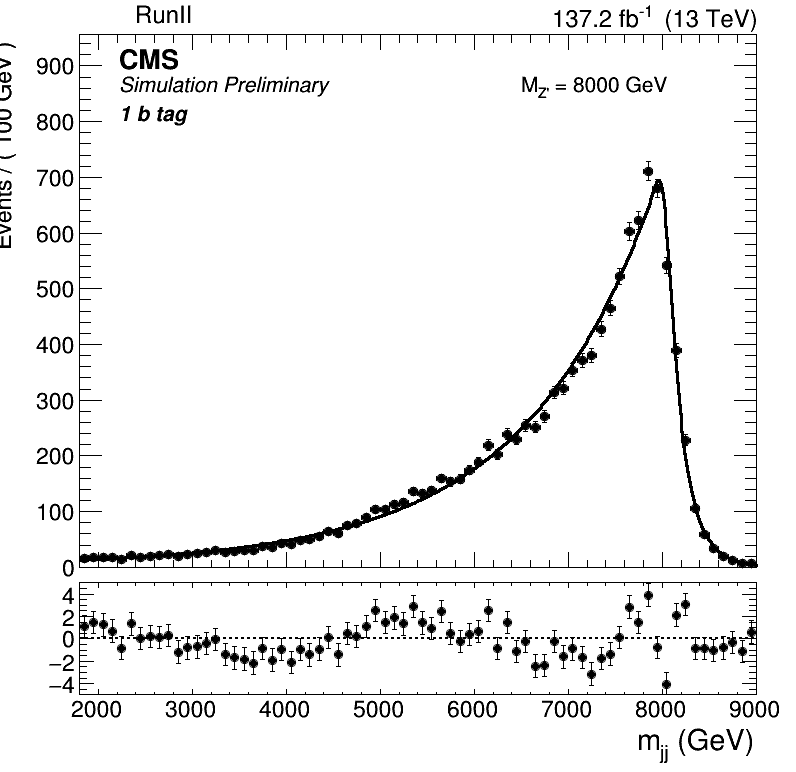 RunII
137.2 fb⁻¹ (13 TeV)
CMS
Simulation Preliminary
1 b tag
M_Z' = 8000 GeV
Events / ( 100 GeV )
900
800
700
600
500
400
300
200
100
0
4
2
0
−2
−4
2000 3000 4000 5000 6000 7000 8000 9000
m_jj (GeV)